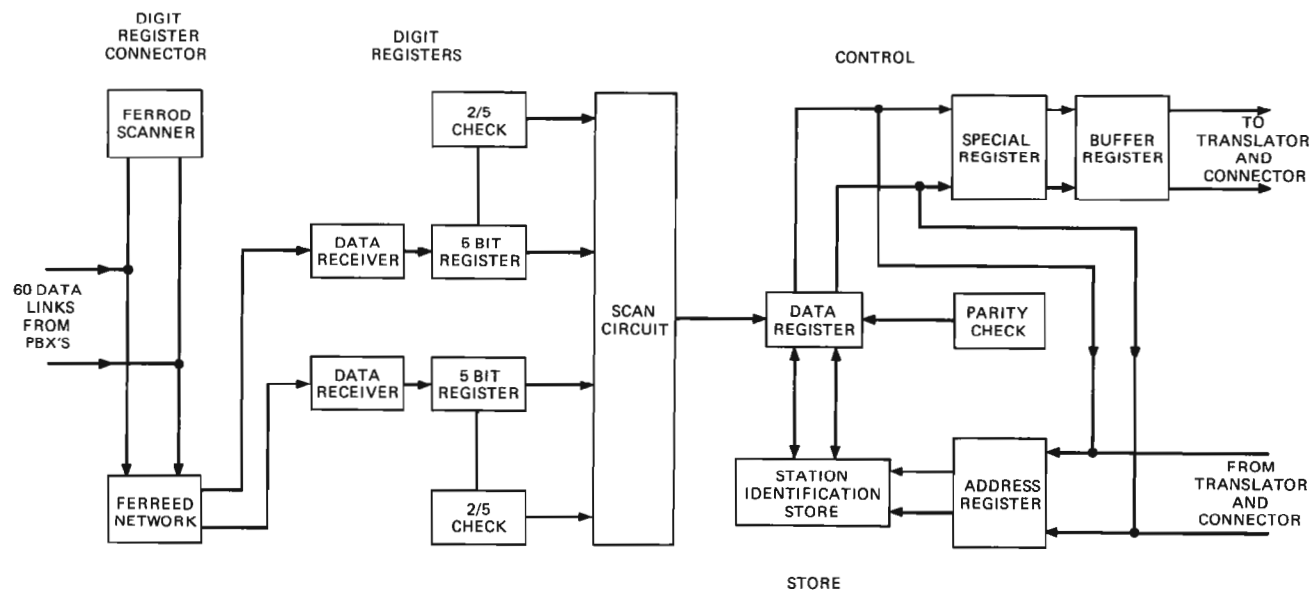 DIGIT
REGISTER
CONNECTOR
DIGIT
REGISTERS
CONTROL
FERROD
SCANNER
2/5
CHECK
SPECIAL
REGISTER
BUFFER
REGISTER
TO
TRANSLATOR
AND
CONNECTOR
DATA
RECEIVER
5 BIT
REGISTER
60 DATA
LINKS
FROM
PBX'S
SCAN
CIRCUIT
DATA
REGISTER
PARITY
CHECK
DATA
RECEIVER
5 BIT
REGISTER
FERREED
NETWORK
2/5
CHECK
STATION
IDENTIFICATION
STORE
ADDRESS
REGISTER
FROM
TRANSLATOR
AND
CONNECTOR
STORE